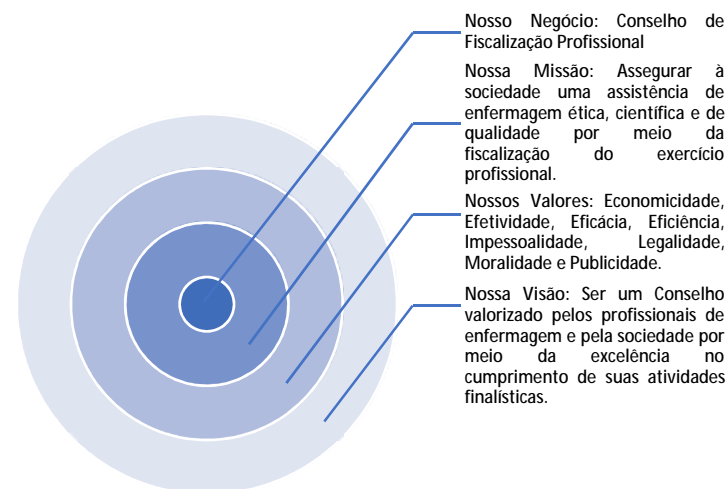 Nosso Negócio: Conselho de
Fiscalização Profissional
Nossa Missão: Assegurar à
sociedade uma assistência de
enfermagem ética, científica e de
qualidade por meio da
fiscalização do exercício
profissional.
Nossos Valores: Economicidade,
Efetividade, Eficácia, Eficiência,
Impessoalidade, Legalidade,
Moralidade e Publicidade.
Nossa Visão: Ser um Conselho
valorizado pelos profissionais de
enfermagem e pela sociedade por
meio da excelência no
cumprimento de suas atividades
finalísticas.